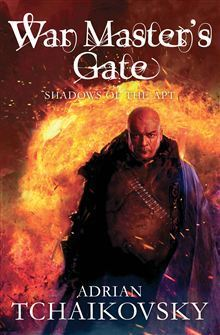 War Master's
Gate
SHADOWS OF THE APT
ADRIAN
TCHAIKOVSKY